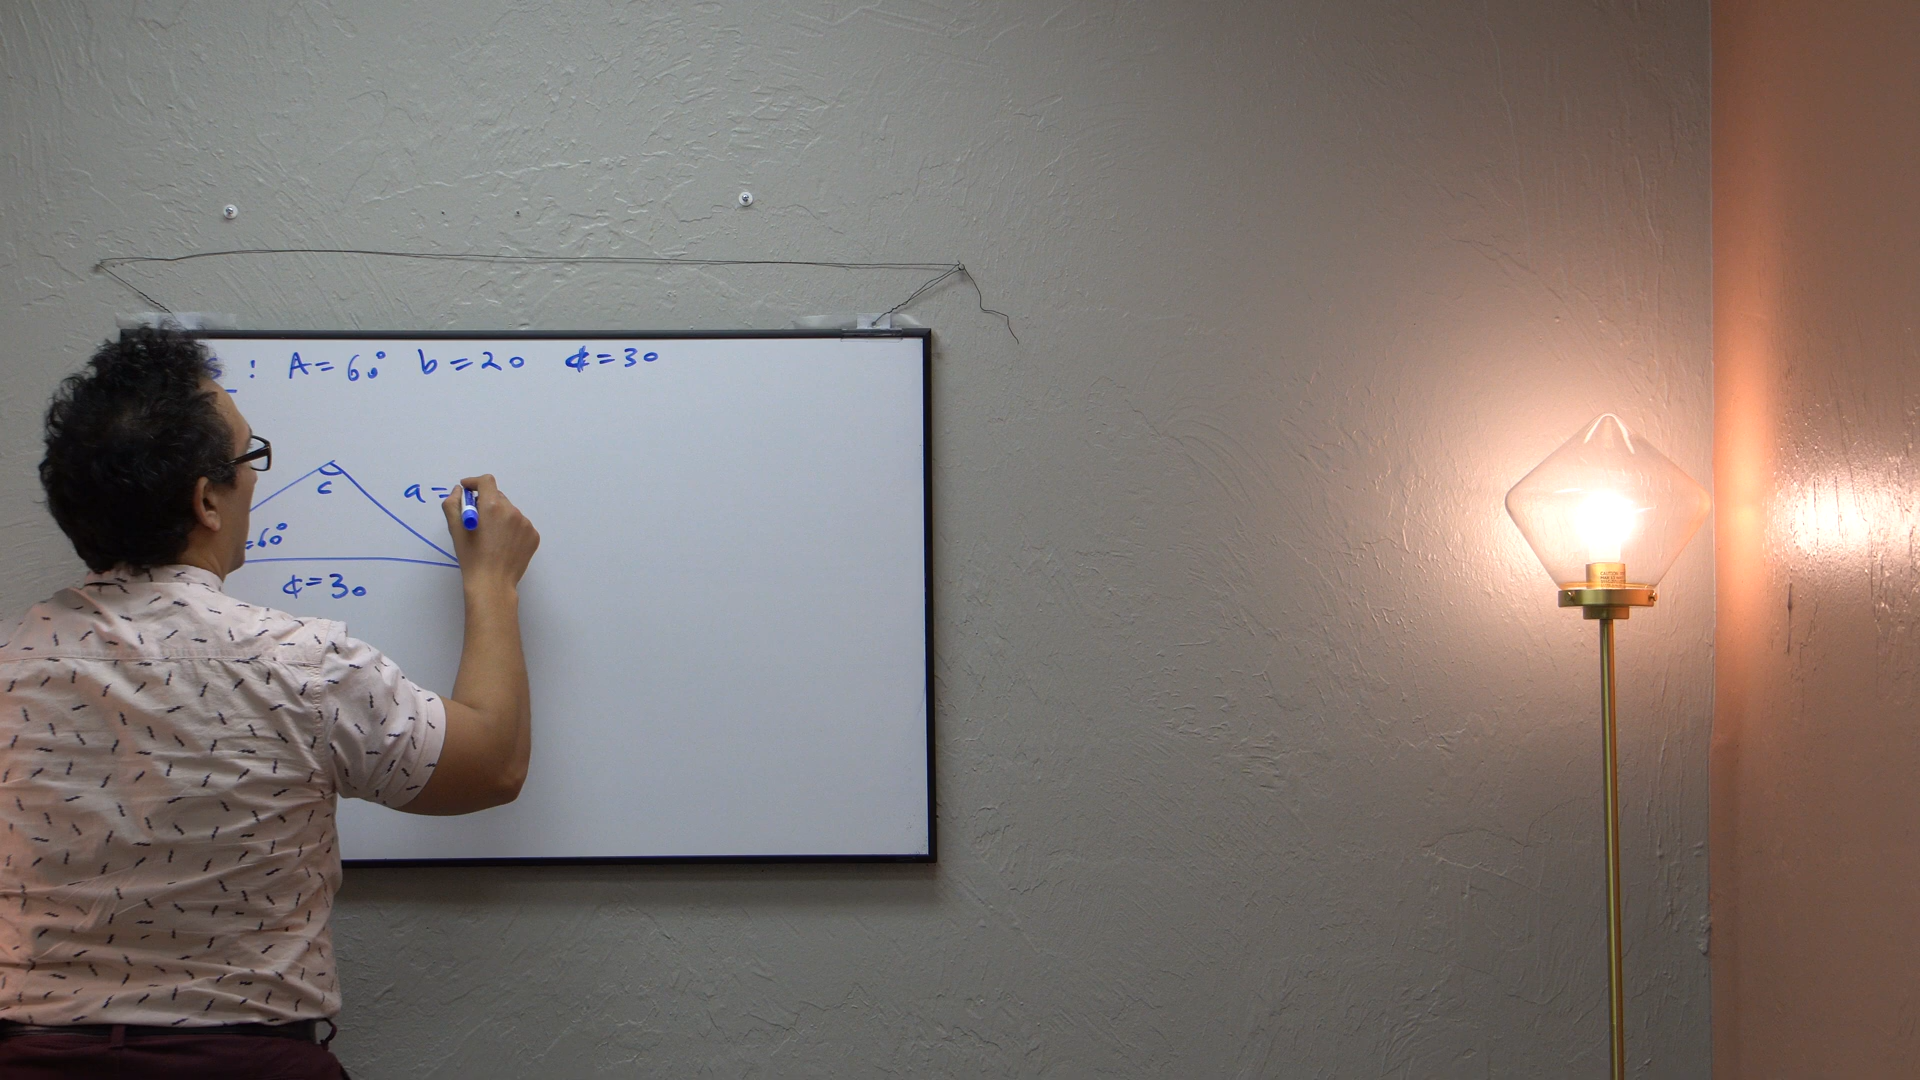 : A = 60° b = 20 ¢ = 30
C
a =
= 60°
¢ = 30